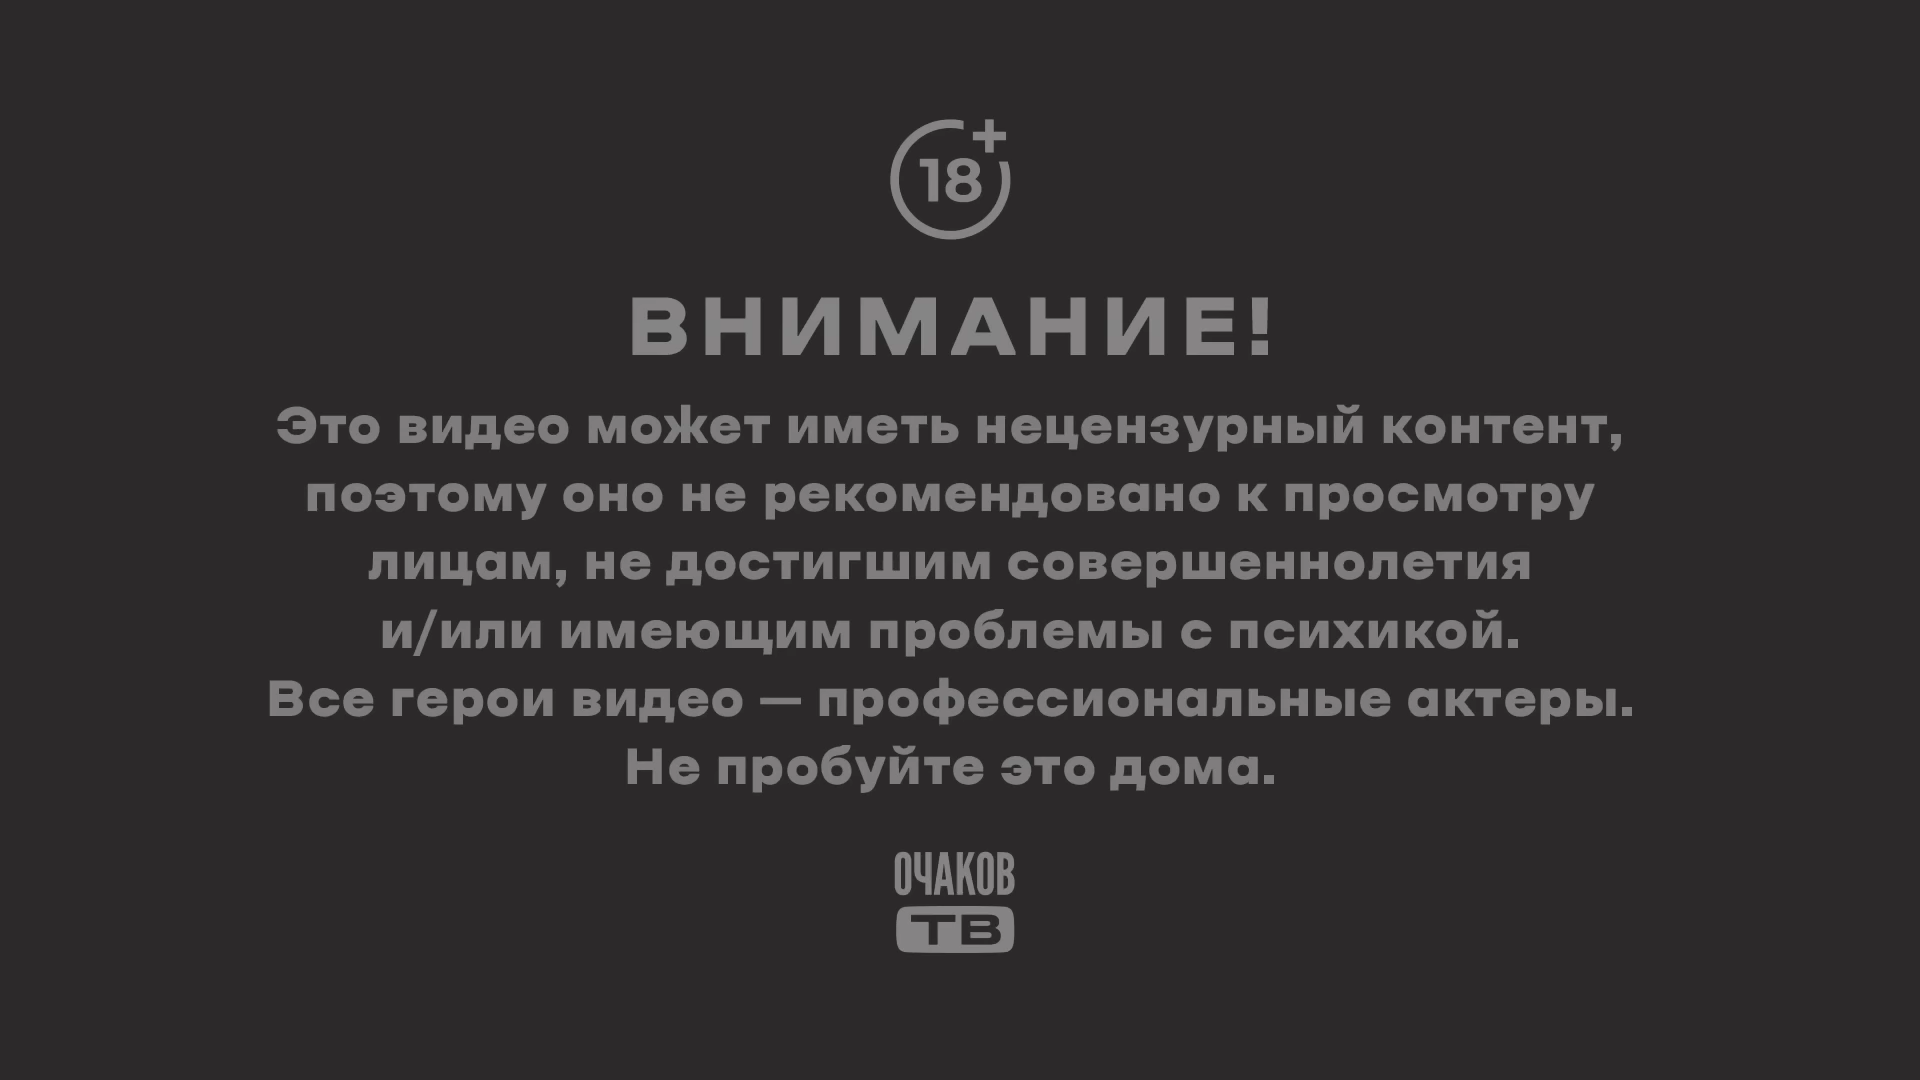 18+
ВНИМАНИЕ!
Это видео может иметь нецензурный контент,
поэтому оно не рекомендовано к просмотру
лицам, не достигшим совершеннолетия
и/или имеющим проблемы с психикой.
Все герои видео — профессиональные актеры.
Не пробуйте это дома.
ОЧАКОВ
ТВ